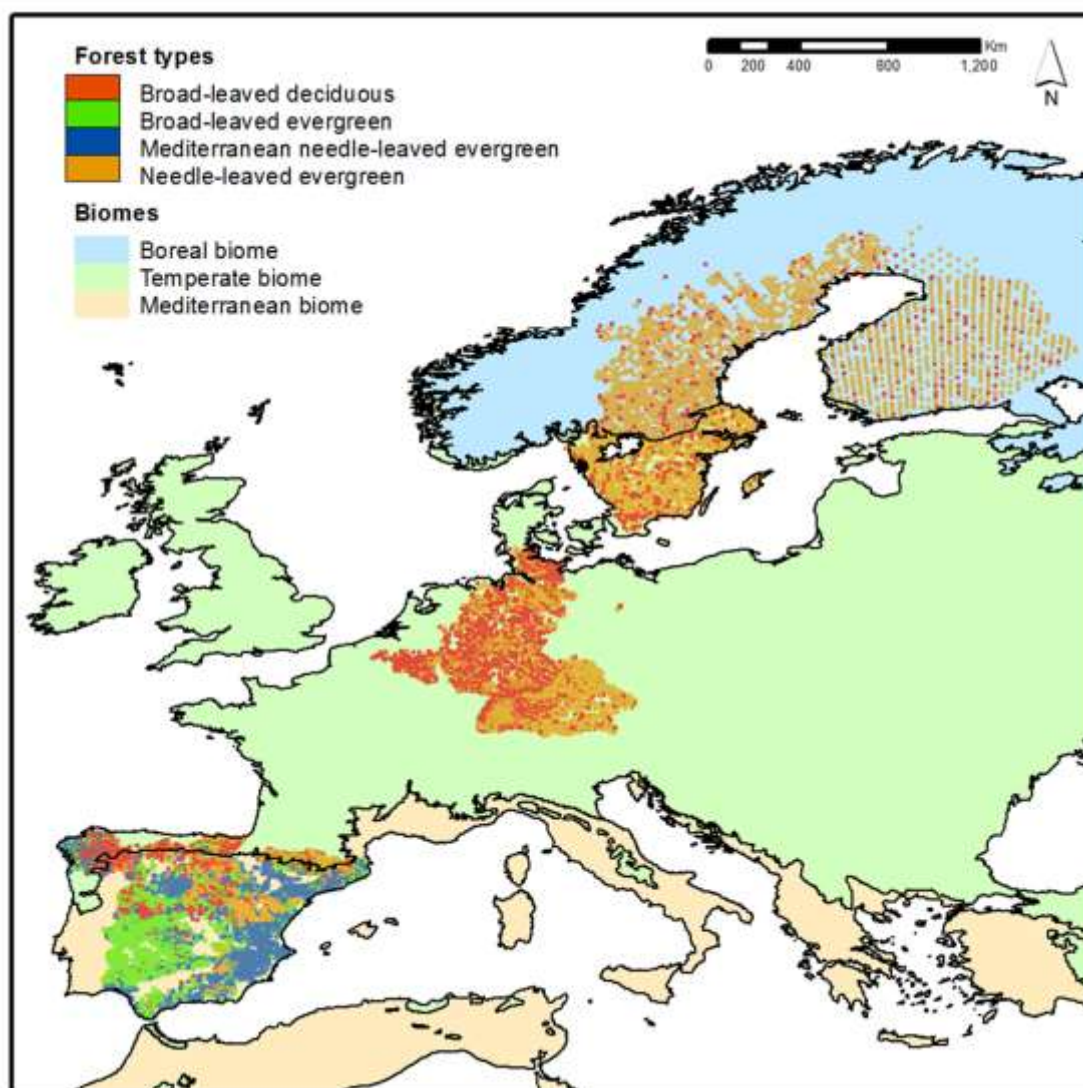 Forest types
Broad-leaved deciduous
Broad-leaved evergreen
Mediterranean needle-leaved evergreen
Needle-leaved evergreen
Biomes
Boreal biome
Temperate biome
Mediterranean biome
Km
0 200 400 800 1,200
N